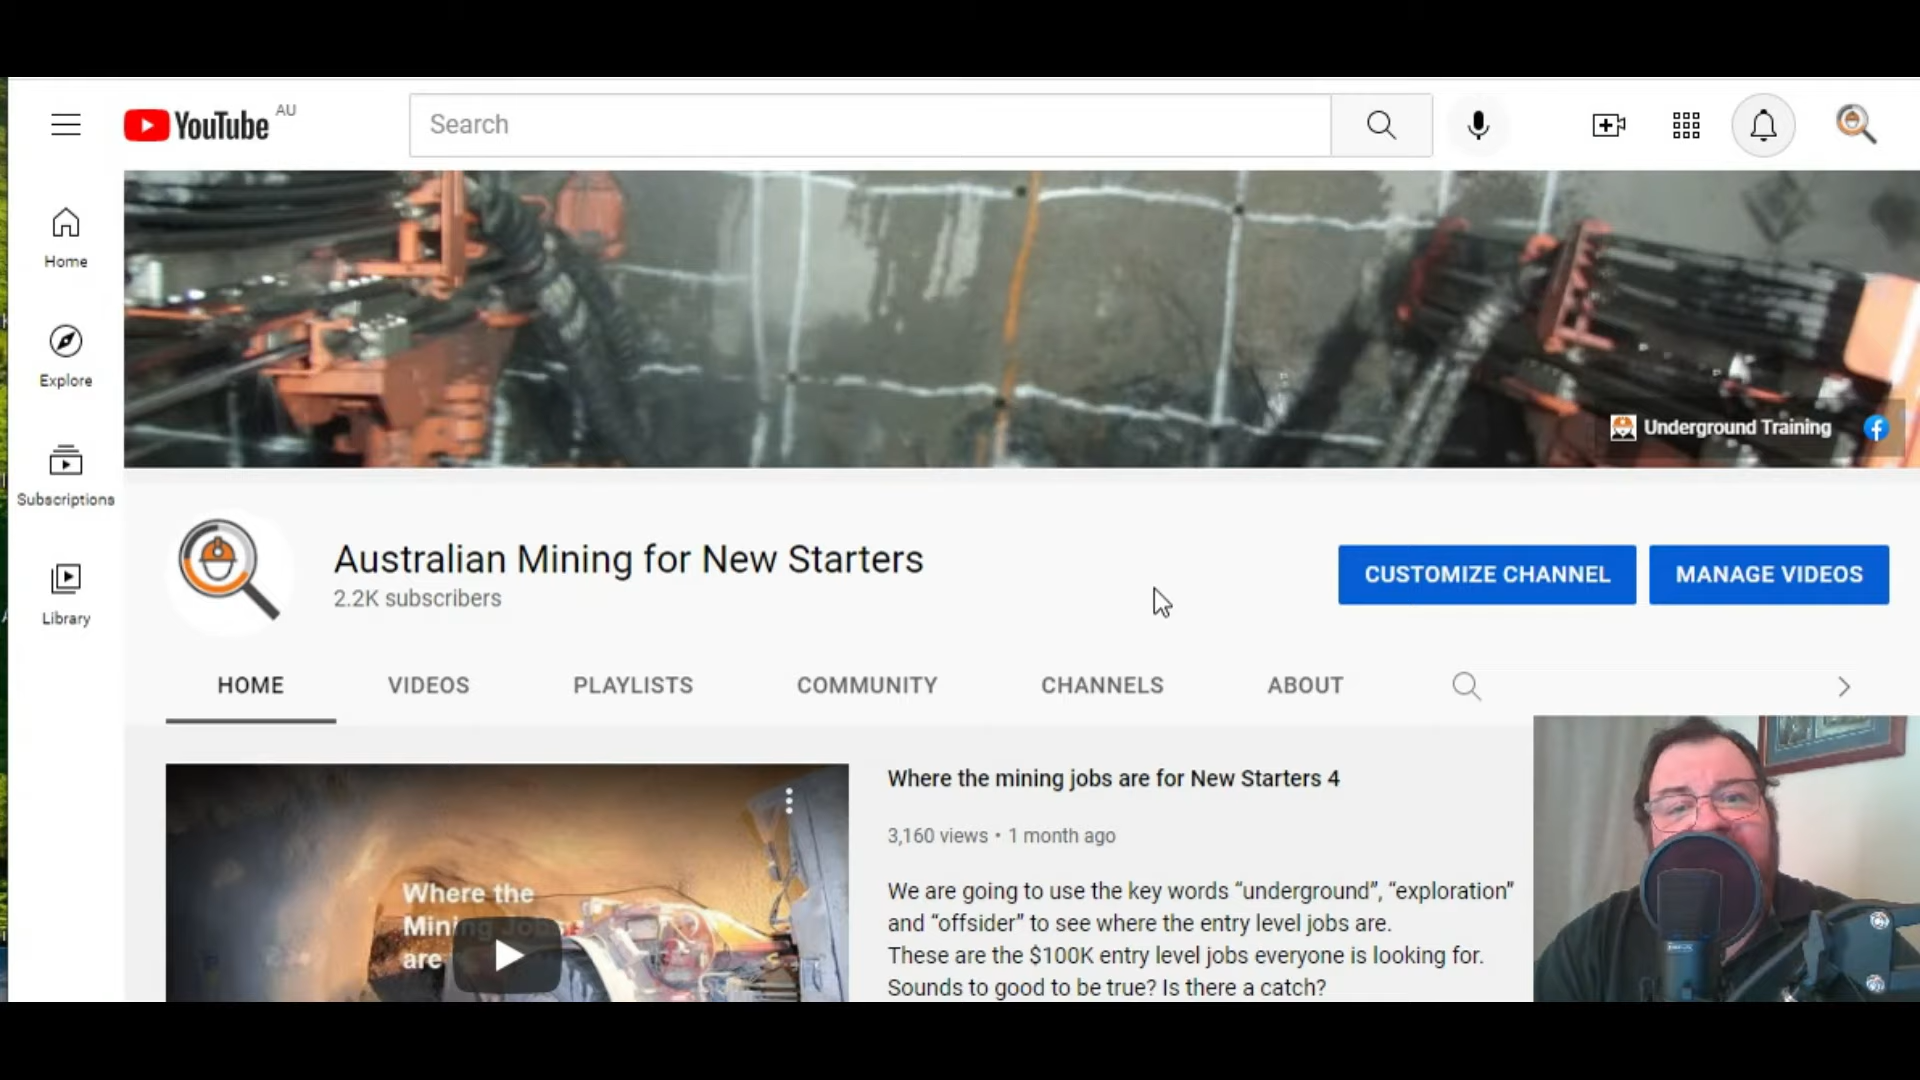 YouTube AU
Search
Home
Explore
Subscriptions
Library
Underground Training
Australian Mining for New Starters
2.2K subscribers
CUSTOMIZE CHANNEL
MANAGE VIDEOS
HOME VIDEOS PLAYLISTS COMMUNITY CHANNELS ABOUT
Where the
Mining Jobs
are
Where the mining jobs are for New Starters 4
3,160 views • 1 month ago
We are going to use the key words “underground”, “exploration”
and “offsider” to see where the entry level jobs are.
These are the $100K entry level jobs everyone is looking for.
Sounds to good to be true? Is there a catch?